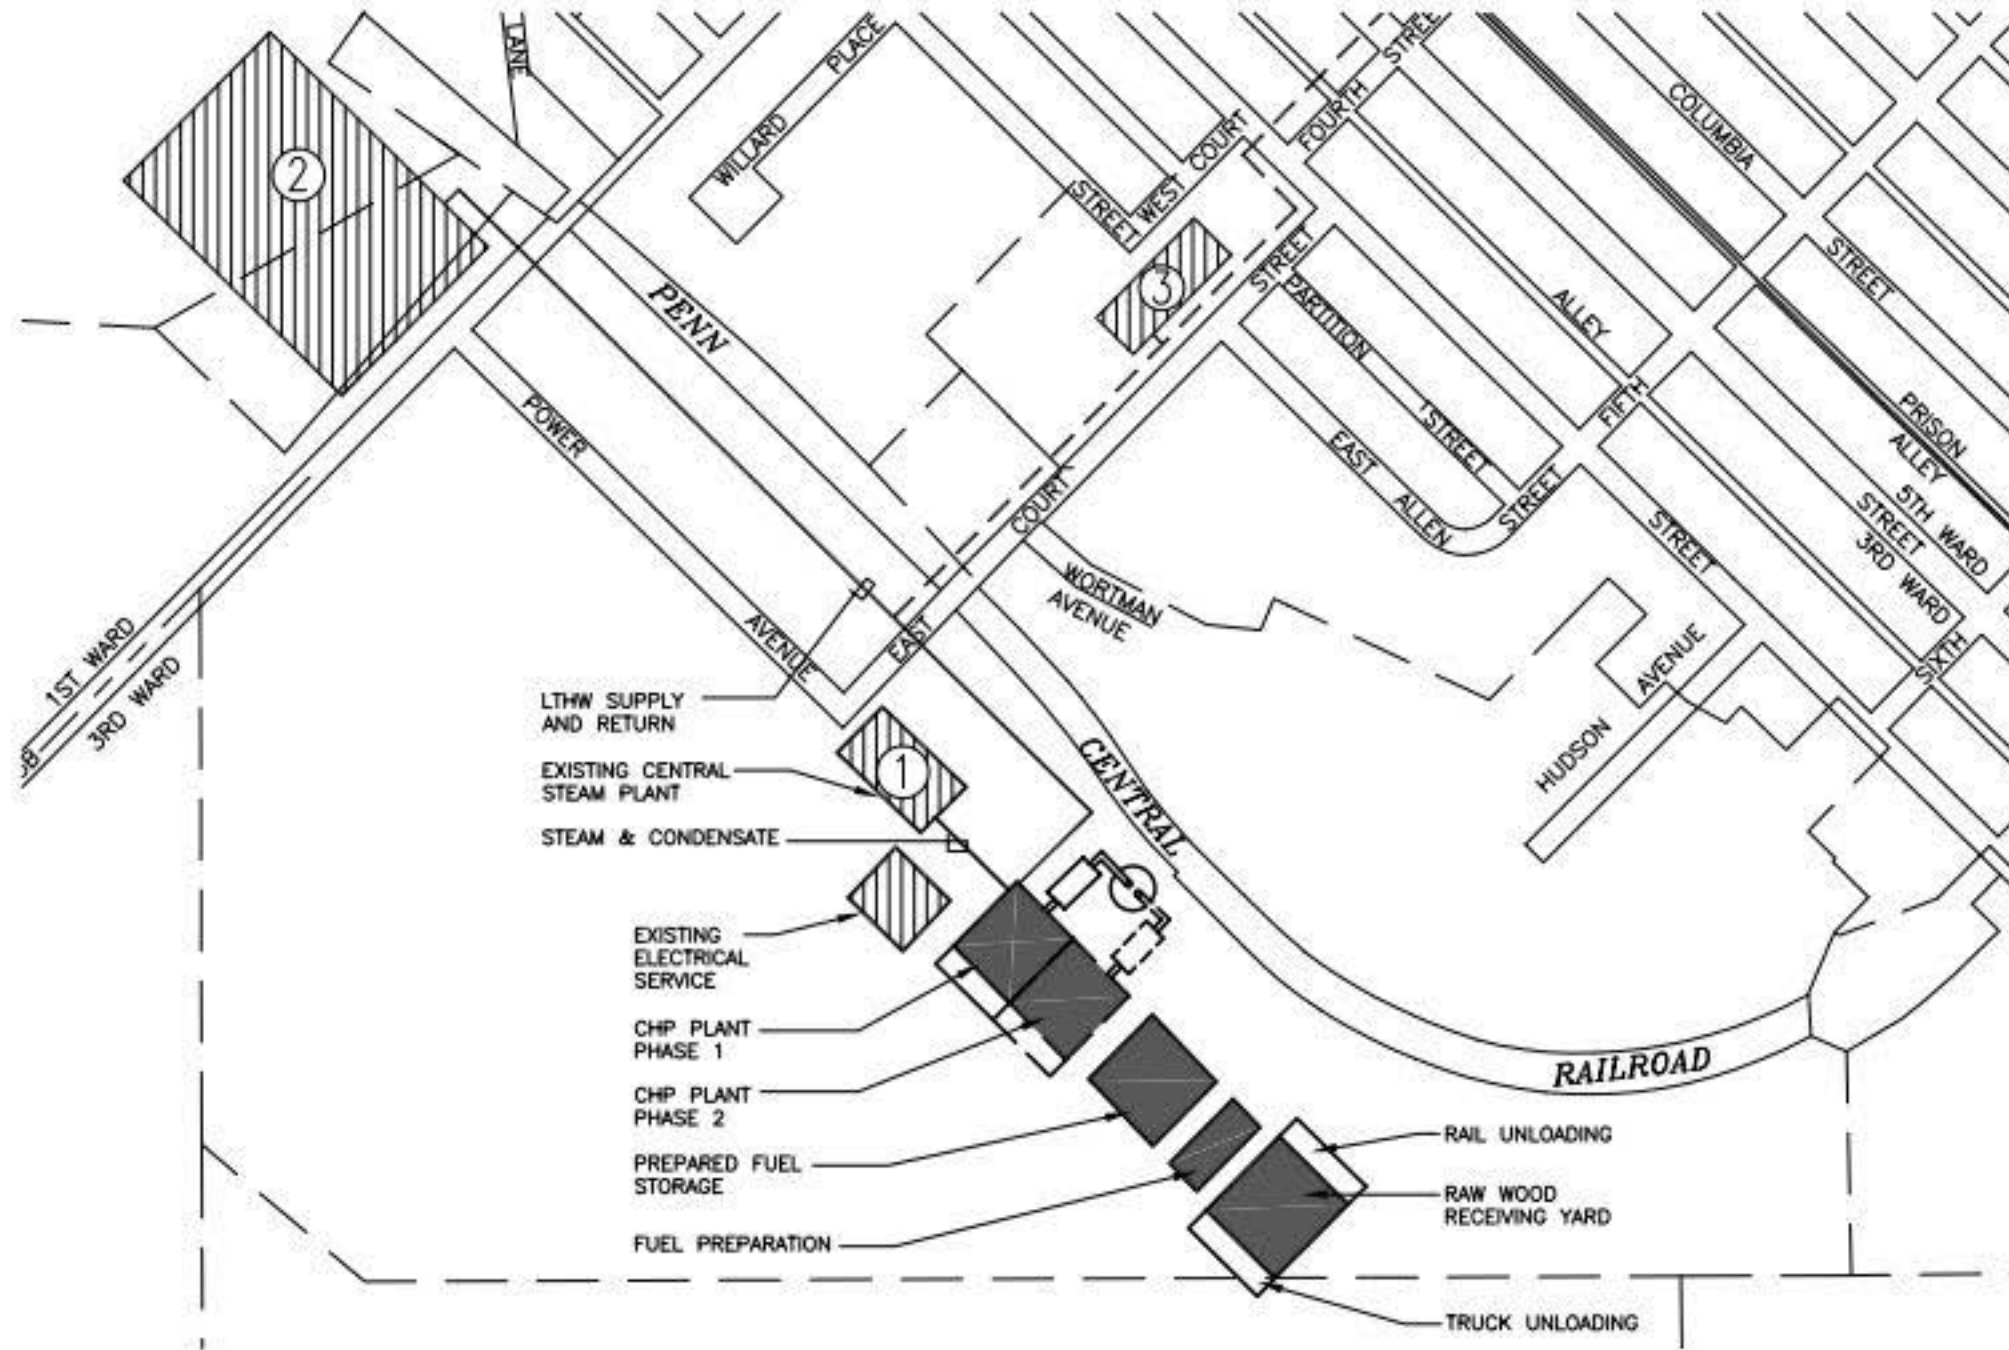 LANE
WILLARD PLACE
STREET
WEST COURT
FOURTH STREE
COLUMBIA
STREET
2
3
PENN
STREET
PARTITION
STREET
ALLEY
FIFTH
STREET
EAST ALLEN
STREET
PRISON
ALLEY
5TH WARD
STREET
3RD WARD
SIXTH
POWER
AVENUE
EAST COURT
WORTMAN
AVENUE
HUDSON AVENUE
1ST WARD
3RD WARD
LTHW SUPPLY
AND RETURN
EXISTING CENTRAL
STEAM PLANT
1
STEAM & CONDENSATE
CENTRAL
RAILROAD
EXISTING
ELECTRICAL
SERVICE
CHP PLANT
PHASE 1
CHP PLANT
PHASE 2
PREPARED FUEL
STORAGE
FUEL PREPARATION
RAIL UNLOADING
RAW WOOD
RECEIVING YARD
TRUCK UNLOADING